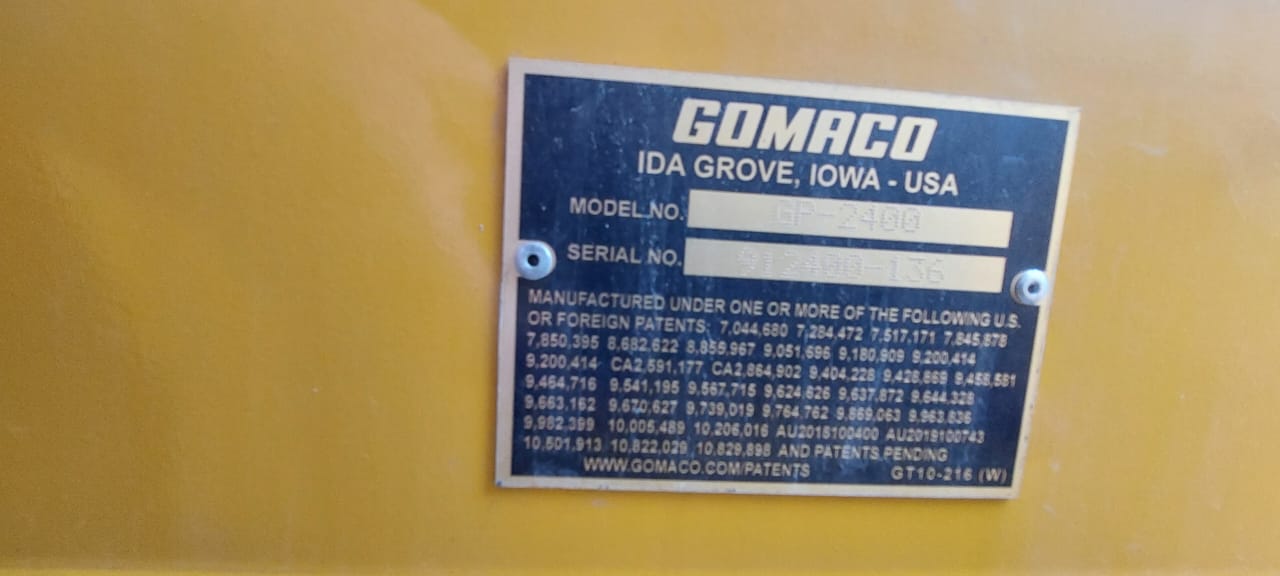 GOMACO
IDA GROVE, IOWA - USA
MODEL NO. GP-2400
SERIAL NO. 912400-136
MANUFACTURED UNDER ONE OR MORE OF THE FOLLOWING U.S.
OR FOREIGN PATENTS: 7,044,680 7,284,472 7,517,171 7,845,878
7,850,395 8,682,622 8,855,967 9,051,696 9,180,909 9,200,414
9,200,414 CA2,591,177 CA2,864,902 9,404,228 9,428,869 9,458,581
9,464,716 9,541,195 9,567,715 9,624,626 9,637,872 9,644,328
9,663,162 9,670,627 9,739,019 9,764,762 9,869,063 9,963,836
9,982,399 10,005,489 10,206,016 AU2019100743
10,501,913 10,822,029 10,829,898 AND PATENTS PENDING
WWW.GOMACO.COM/PATENTS GT10-216 (W)